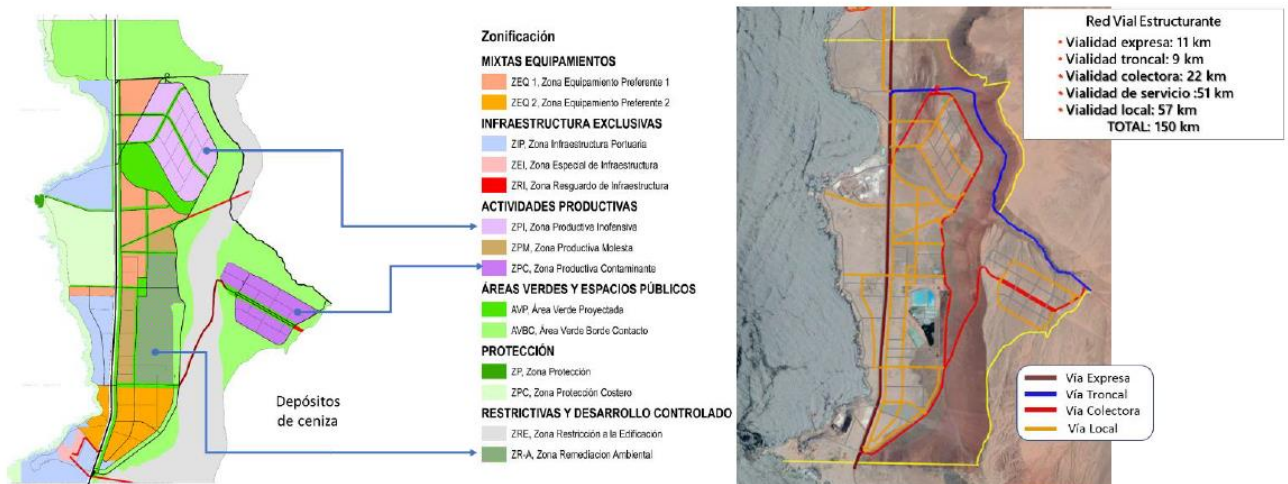 Zonificación
MIXTAS EQUIPAMIENTOS
ZEQ 1, Zona Equipamiento Preferente 1
ZEQ 2, Zona Equipamiento Preferente 2
INFRAESTRUCTURA EXCLUSIVAS
ZIP, Zona Infraestructura Portuaria
ZEI, Zona Especial de Infraestructura
ZRI, Zona Resguardo de Infraestructura
ACTIVIDADES PRODUCTIVAS
ZPI, Zona Productiva Inofensiva
ZPM, Zona Productiva Molesta
ZPC, Zona Productiva Contaminante
ÁREAS VERDES Y ESPACIOS PÚBLICOS
AVP, Área Verde Proyectada
AVBC, Área Verde Borde Contacto
PROTECCIÓN
ZP, Zona Protección
ZPC, Zona Protección Costero
RESTRICTIVAS Y DESARROLLO CONTROLADO
ZRE, Zona Restricción a la Edificación
ZR-A, Zona Remediacion Ambiental
Depósitos
de ceniza
Red Vial Estructurante
• Vialidad expresa: 11 km
• Vialidad troncal: 9 km
• Vialidad colectora: 22 km
• Vialidad de servicio :51 km
• Vialidad local: 57 km
TOTAL: 150 km
Vía Expresa
Vía Troncal
Vía Colectora
Vía Local